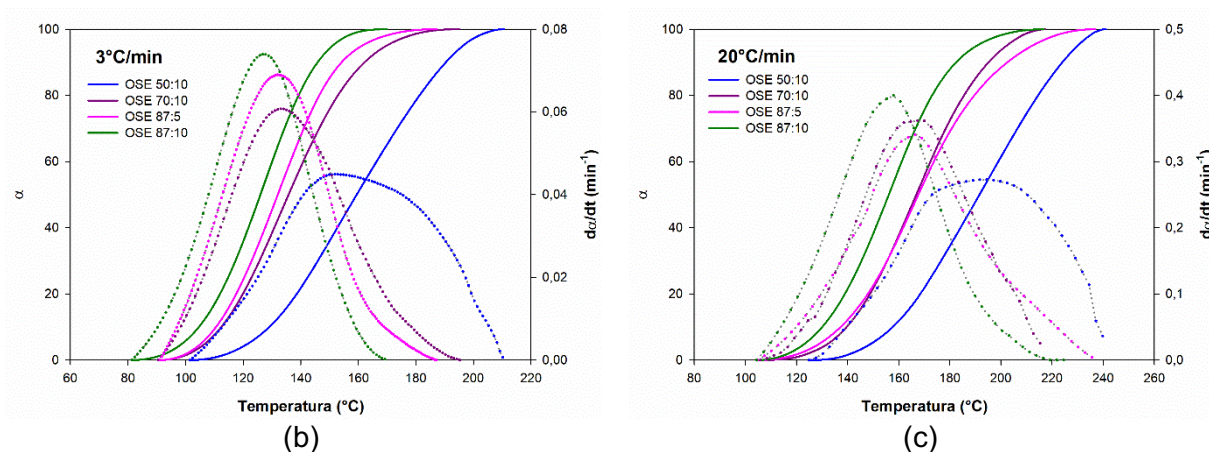 3°C/min
OSE 50:10
OSE 70:10
OSE 87:5
OSE 87:10
α
100
80
60
40
20
0
dα/dt (min⁻¹)
0,08
0,06
0,04
0,02
0,00
60 80 100 120 140 160 180 200 220
Temperatura (°C)
(b)
20°C/min
OSE 50:10
OSE 70:10
OSE 87:5
OSE 87:10
α
100
80
60
40
20
0
dα/dt (min⁻¹)
0,5
0,4
0,3
0,2
0,1
0,0
80 100 120 140 160 180 200 220 240 260
Temperatura (°C)
(c)